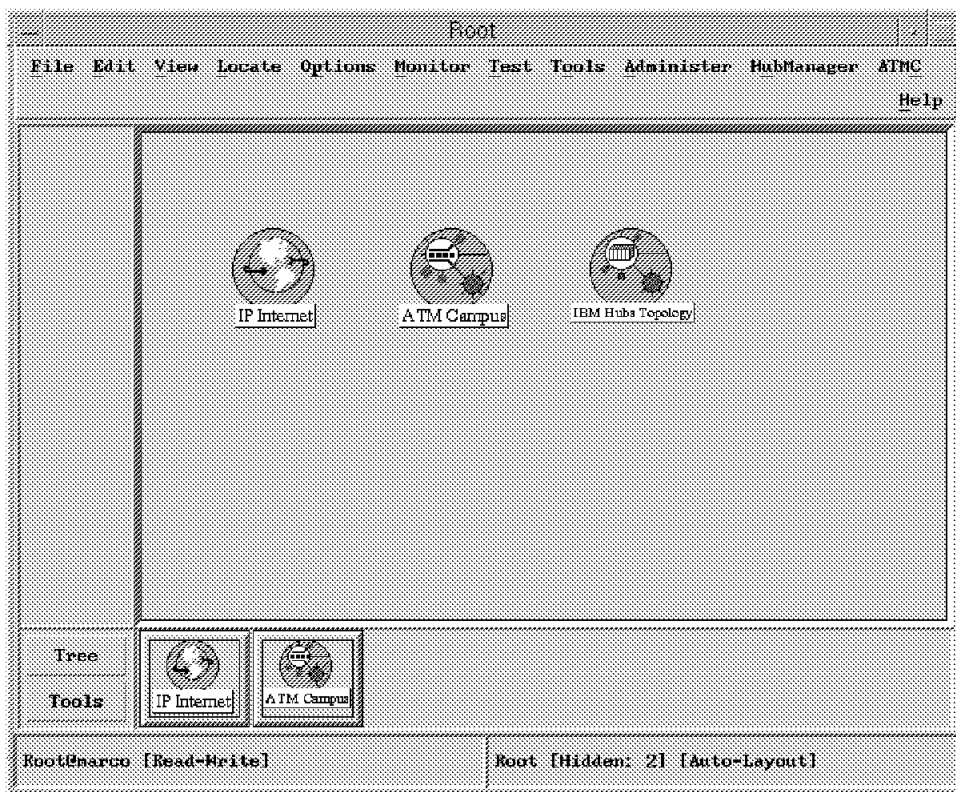 Root
File Edit View Locate Options Monitor Test Tools Administer HubManager ATMC
Help
IP Internet ATM Campus IBM Hubs Topology
Tree
IP Internet ATM Campus
Tools
Root@marco [Read-Write] Root [Hidden: 2] [Auto-Layout]